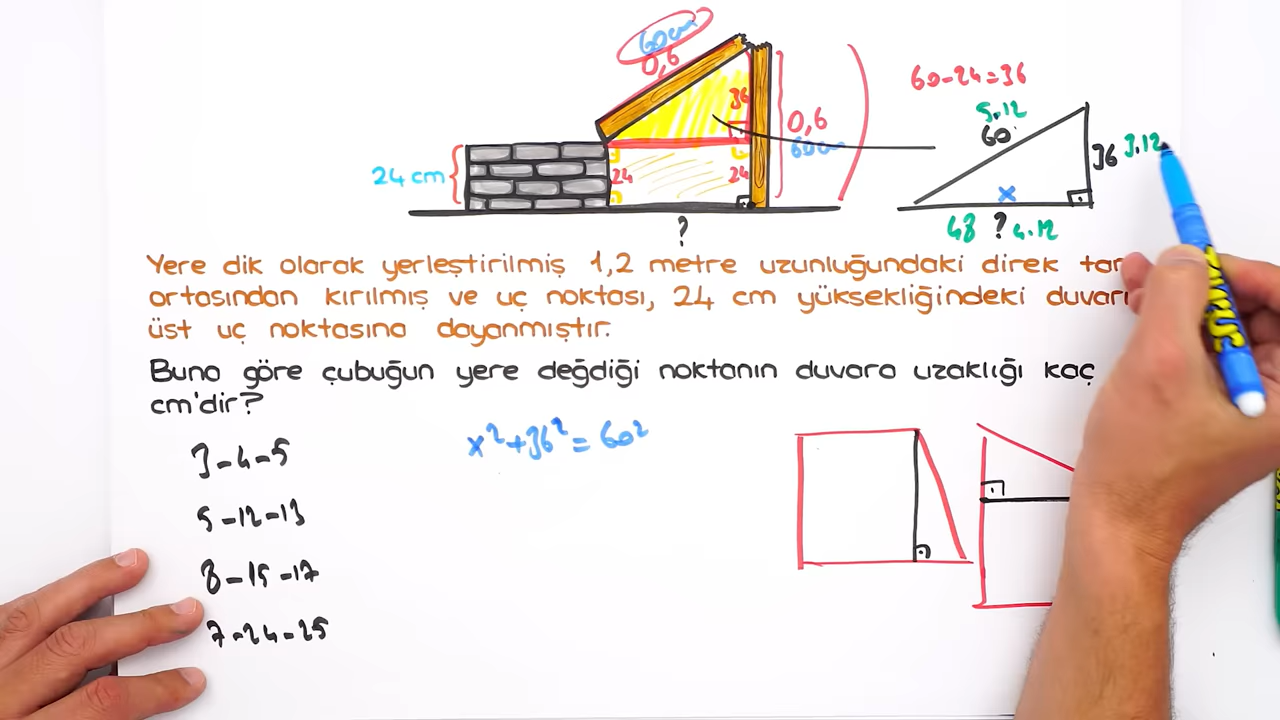 60 cm
0,6
60-24=36
5.12
60
36
36 3.12
0,6
60cm
24 cm
24
24
x
48 ? 4.12
?
Yere dik olarak yerleştirilmiş 1,2 metre uzunluğundaki direk tam
ortasından kırılmış ve uç noktası, 24 cm yüksekliğindeki duvarı
üst uç noktasına dayanmıştır.
Buna göre çubuğun yere değdiği noktanın duvara uzaklığı kaç
cm'dir?
x²+36²=60²
3-4-5
5-12-13
8-15-17
7-24-25